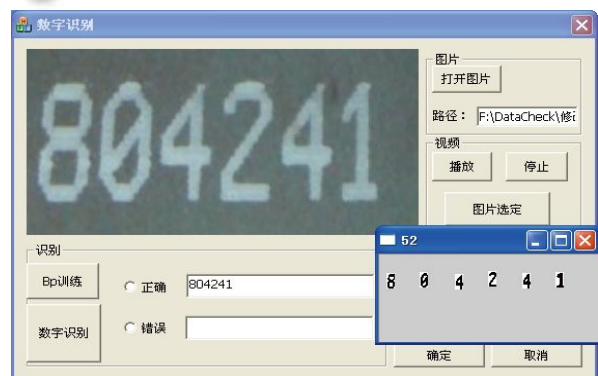 数字识别
804241
图片
打开图片
路径：
F:\DataCheck\修
视频
播放
停止
图片选定
识别
Bp训练
正确
804241
数字识别
错误
52
8 0 4 2 4 1
确定
取消